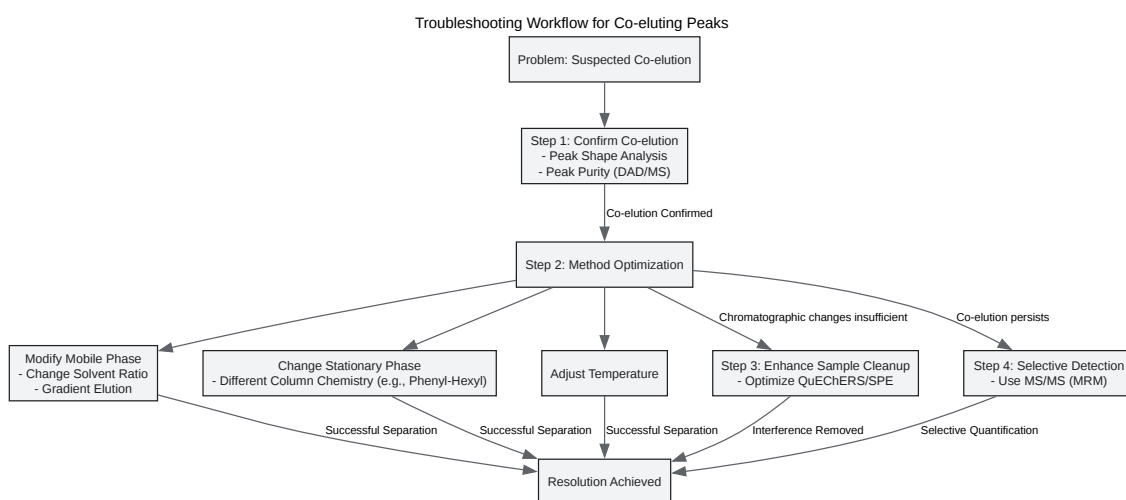 Troubleshooting Workflow for Co-eluting Peaks
Problem: Suspected Co-elution
Step 1: Confirm Co-elution
- Peak Shape Analysis
- Peak Purity (DAD/MS)
Co-elution Confirmed
Step 2: Method Optimization
Chromatographic changes insufficient
Co-elution persists
Modify Mobile Phase
- Change Solvent Ratio
- Gradient Elution
Change Stationary Phase
- Different Column Chemistry (e.g., Phenyl-Hexyl)
Adjust Temperature
Step 3: Enhance Sample Cleanup
- Optimize QuEChERS/SPE
Step 4: Selective Detection
- Use MS/MS (MRM)
Successful Separation
Successful Separation
Successful Separation
Interference Removed
Selective Quantification
Resolution Achieved